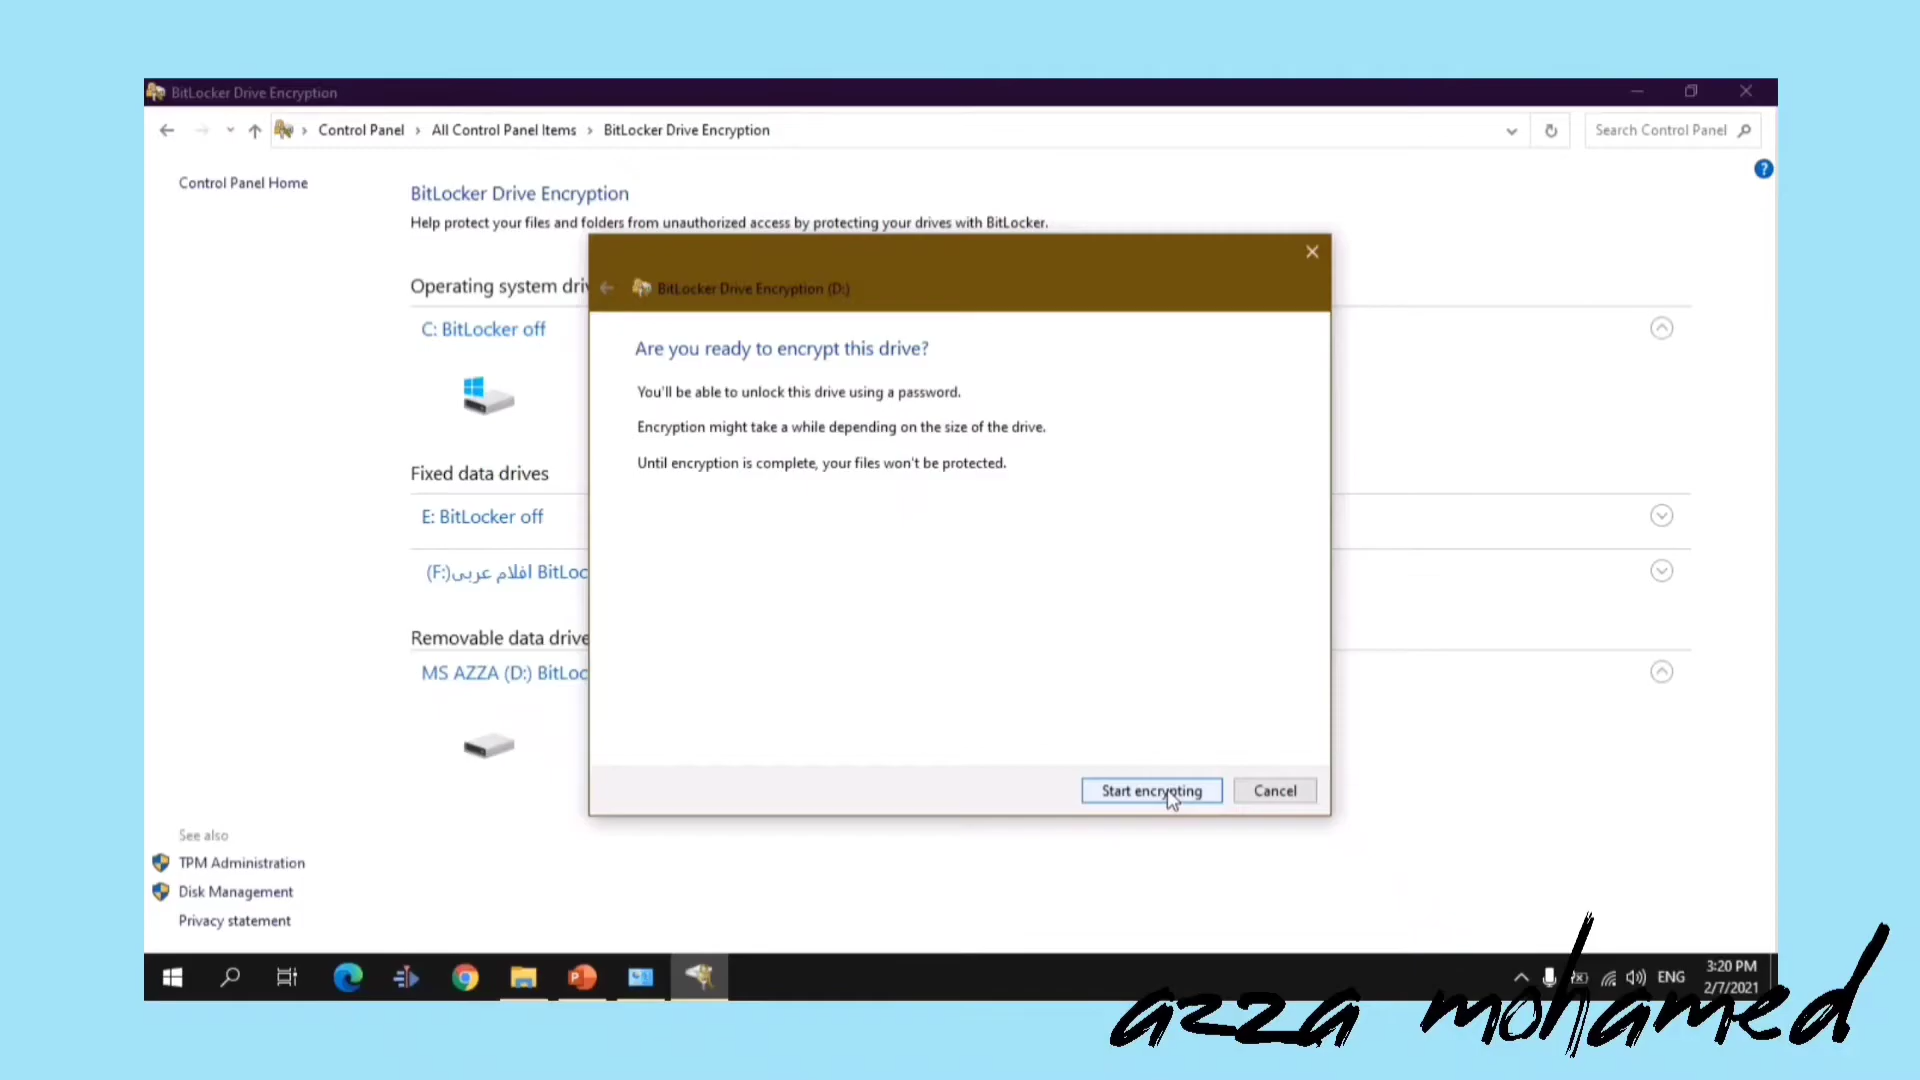 BitLocker Drive Encryption
Control Panel › All Control Panel Items › BitLocker Drive Encryption
Search Control Panel
Control Panel Home
BitLocker Drive Encryption
Help protect your files and folders from unauthorized access by protecting your drives with BitLocker.
Operating system driv
C: BitLocker off
Fixed data drives
E: BitLocker off
افلام عربى(F:) BitLoc
Removable data drive
MS AZZA (D:) BitLoc
BitLocker Drive Encryption (D:)
Are you ready to encrypt this drive?
You'll be able to unlock this drive using a password.
Encryption might take a while depending on the size of the drive.
Until encryption is complete, your files won't be protected.
Start encrypting
Cancel
See also
TPM Administration
Disk Management
Privacy statement
ENG
3:20 PM
2/7/2021
azza mohamed